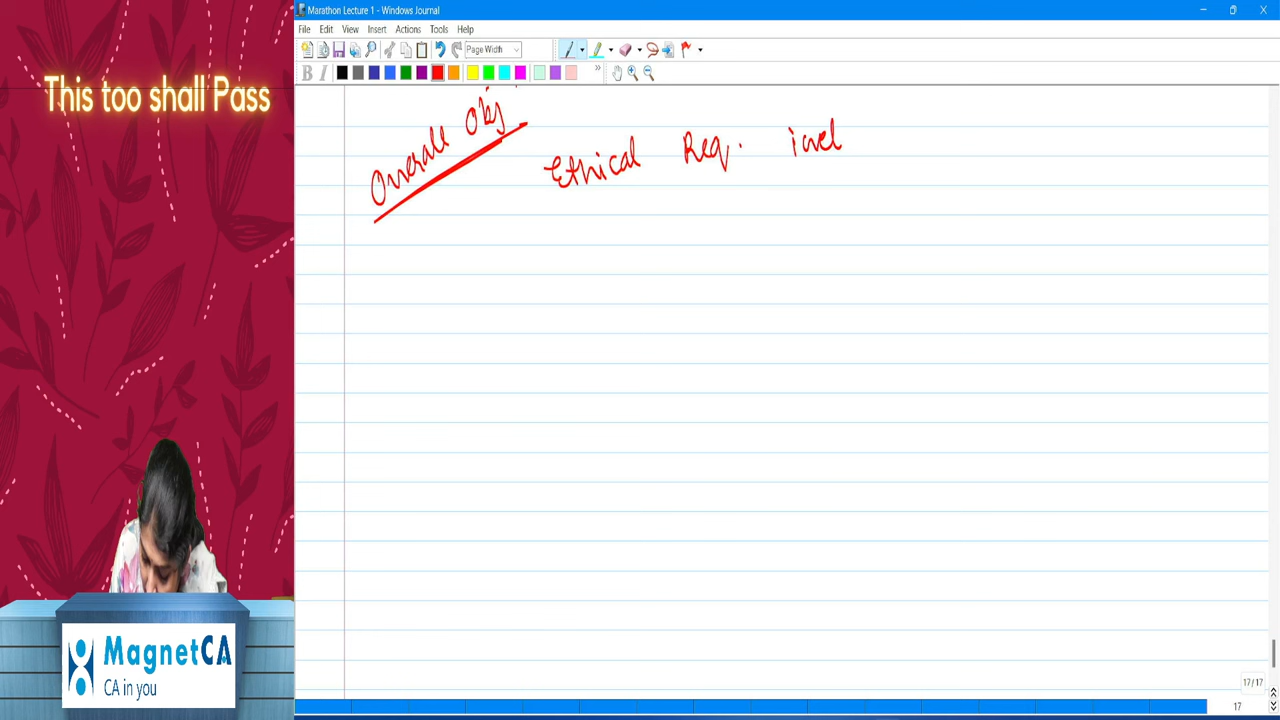 Marathon Lecture 1 - Windows Journal
File Edit View Insert Actions Tools Help
Page Width
B I
This too shall Pass
Overall Obj
Ethical Req. incl
MagnetCA
CA in you
17/17
17